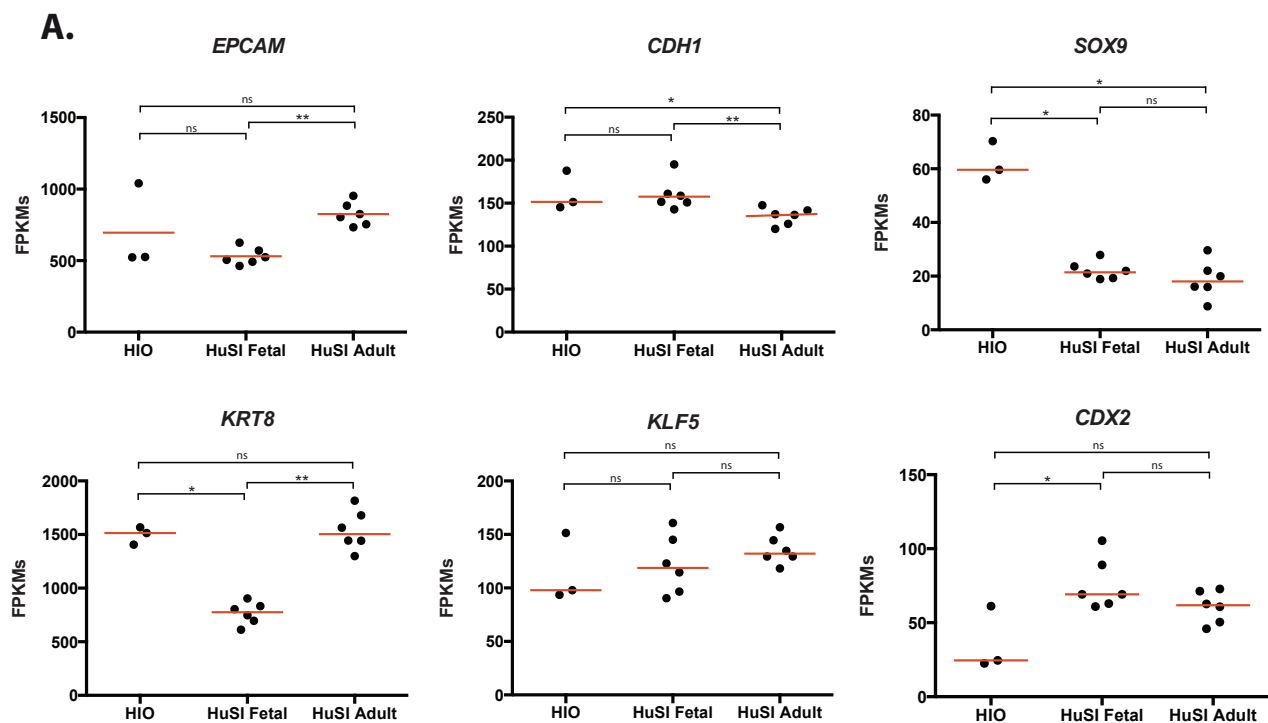 A.
EPCAM
CDH1
SOX9
ns
ns
**
1500
1000
500
0
FPKMs
HIO
HuSI Fetal
HuSI Adult
*
ns
**
250
200
150
100
50
0
FPKMs
HIO
HuSI Fetal
HuSI Adult
*
*
ns
80
60
40
20
0
FPKMs
HIO
HuSI Fetal
HuSI Adult
KRT8
KLF5
CDX2
ns
*
**
2000
1500
1000
500
0
FPKMs
HIO
HuSI Fetal
HuSI Adult
ns
ns
ns
200
150
100
50
0
FPKMs
HIO
HuSI Fetal
HuSI Adult
ns
*
ns
150
100
50
0
FPKMs
HIO
HuSI Fetal
HuSI Adult